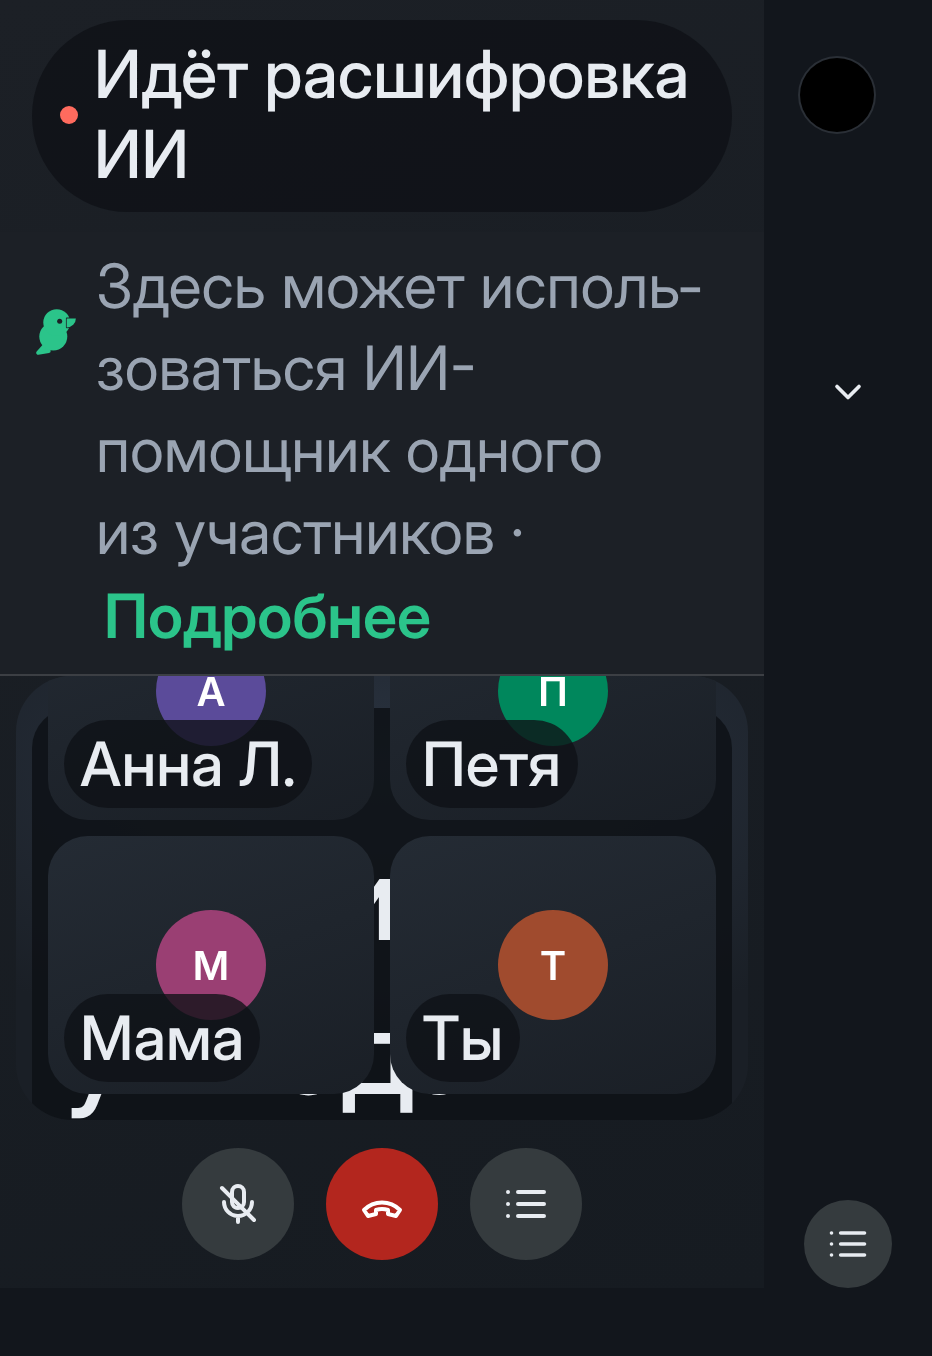 Идёт расшифровка
ИИ
Здесь может исполь-
зоваться ИИ-
помощник одного
из участников ·
Подробнее
А
П
Анна Л.
Петя
М
Т
Мама
Ты